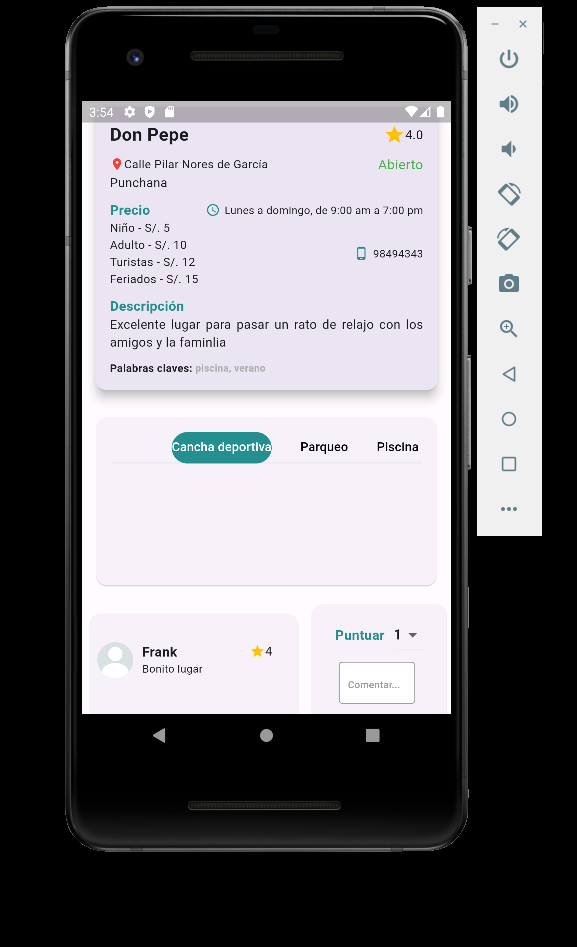 3:54
Don Pepe
4.0
Calle Pilar Nores de García
Abierto
Punchana
Precio
Lunes a domingo, de 9:00 am a 7:00 pm
Niño - S/. 5
Adulto - S/. 10
98494343
Turistas - S/. 12
Feriados - S/. 15
Descripción
Excelente lugar para pasar un rato de relajo con los
amigos y la faminlia
Palabras claves: piscina, verano
Cancha deportiva Parqueo Piscina
Puntuar 1
Frank 4
Bonito lugar
Comentar...